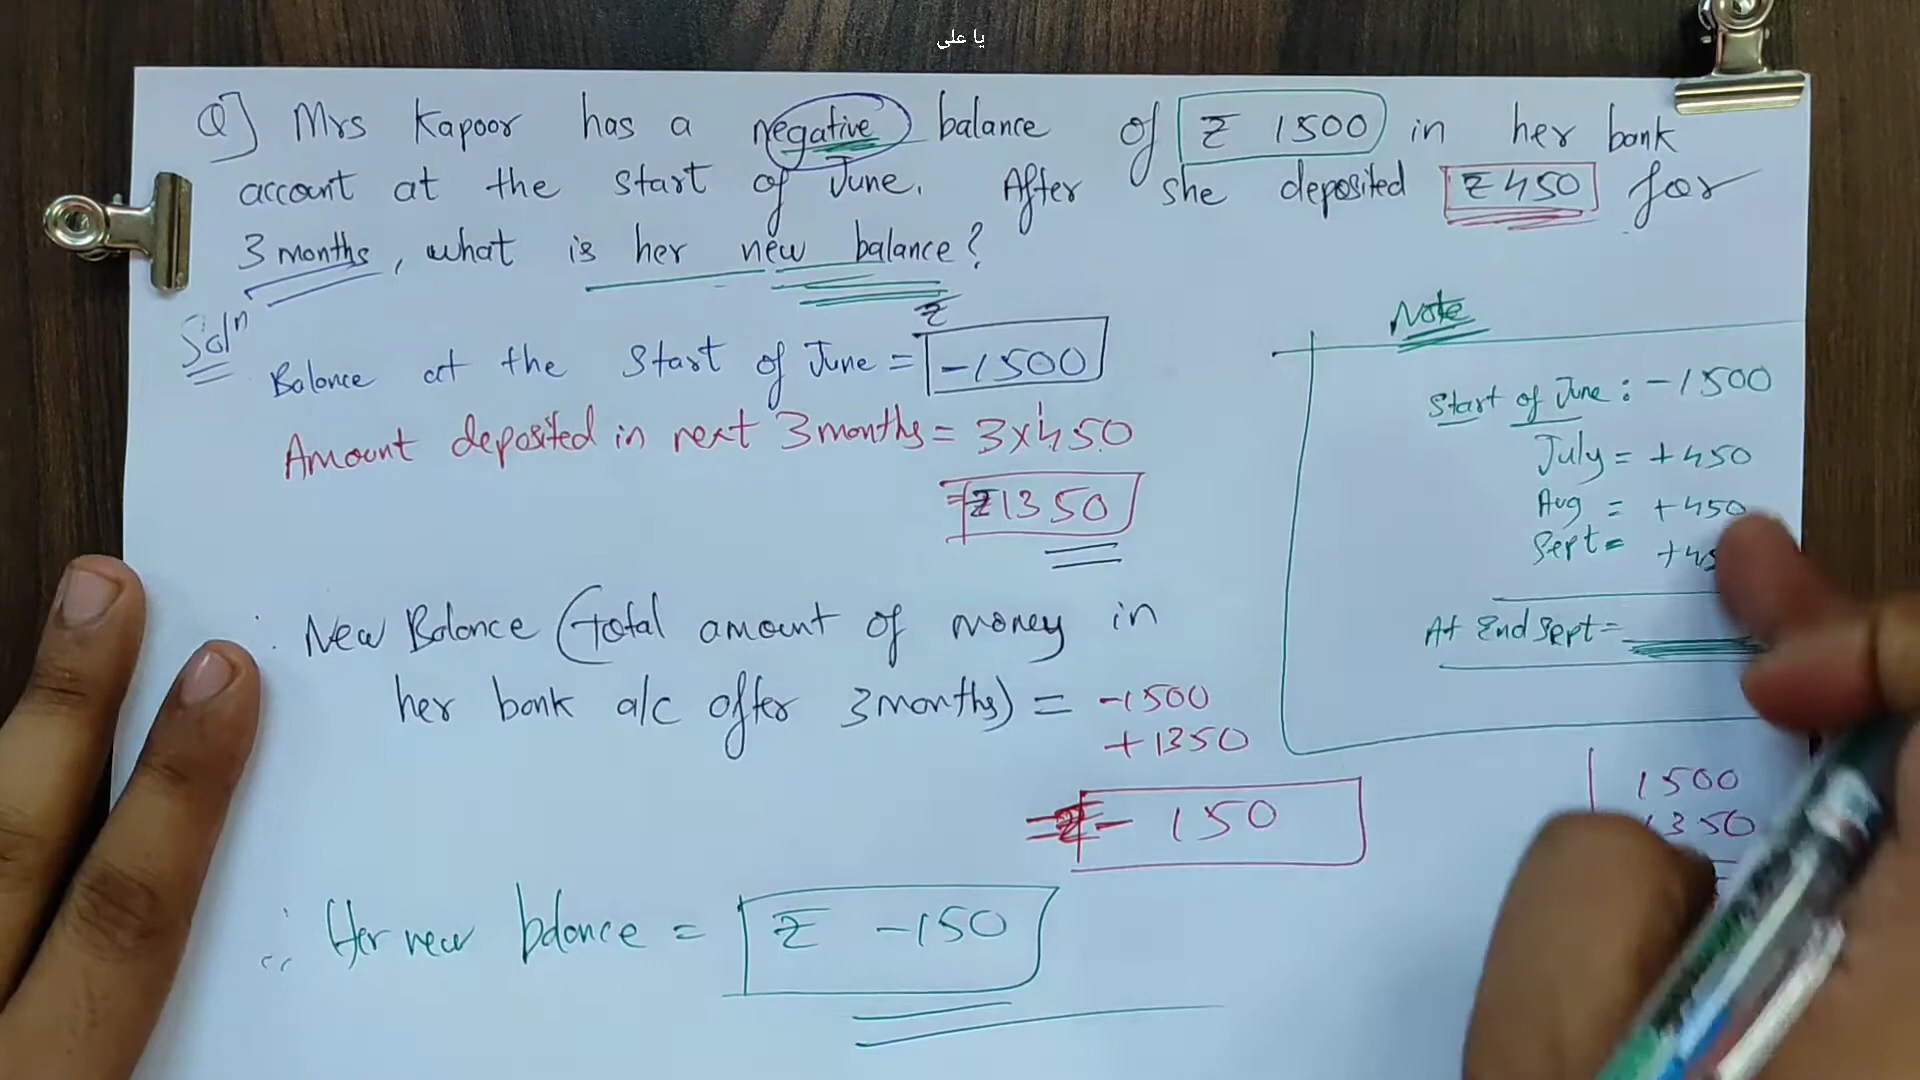 يا علي
Q] Mrs Kapoor has a negative balance of ₹ 1500 in her bank
account at the start of June. After she deposited ₹450 for
3 months, what is her new balance?
Solⁿ
Balance at the start of June = ₹ -1500
Amount deposited in next 3 months = 3x450
= ₹1350
∴ New Balance (total amount of money in
her bank a/c after 3 months) = -1500
+ 1350
= ₹ - 150
∴ Her new balance = ₹ -150
Note
Start of June : -1500
July = +450
Aug = +450
Sept =
At End Sept =
1500
1350